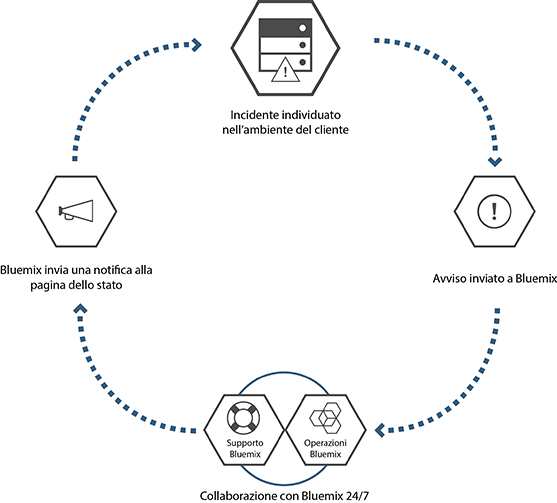 Incidente individuato
nell'ambiente del cliente
Avviso inviato a Bluemix
Supporto
Bluemix
Operazioni
Bluemix
Collaborazione con Bluemix 24/7
Bluemix invia una notifica alla
pagina dello stato